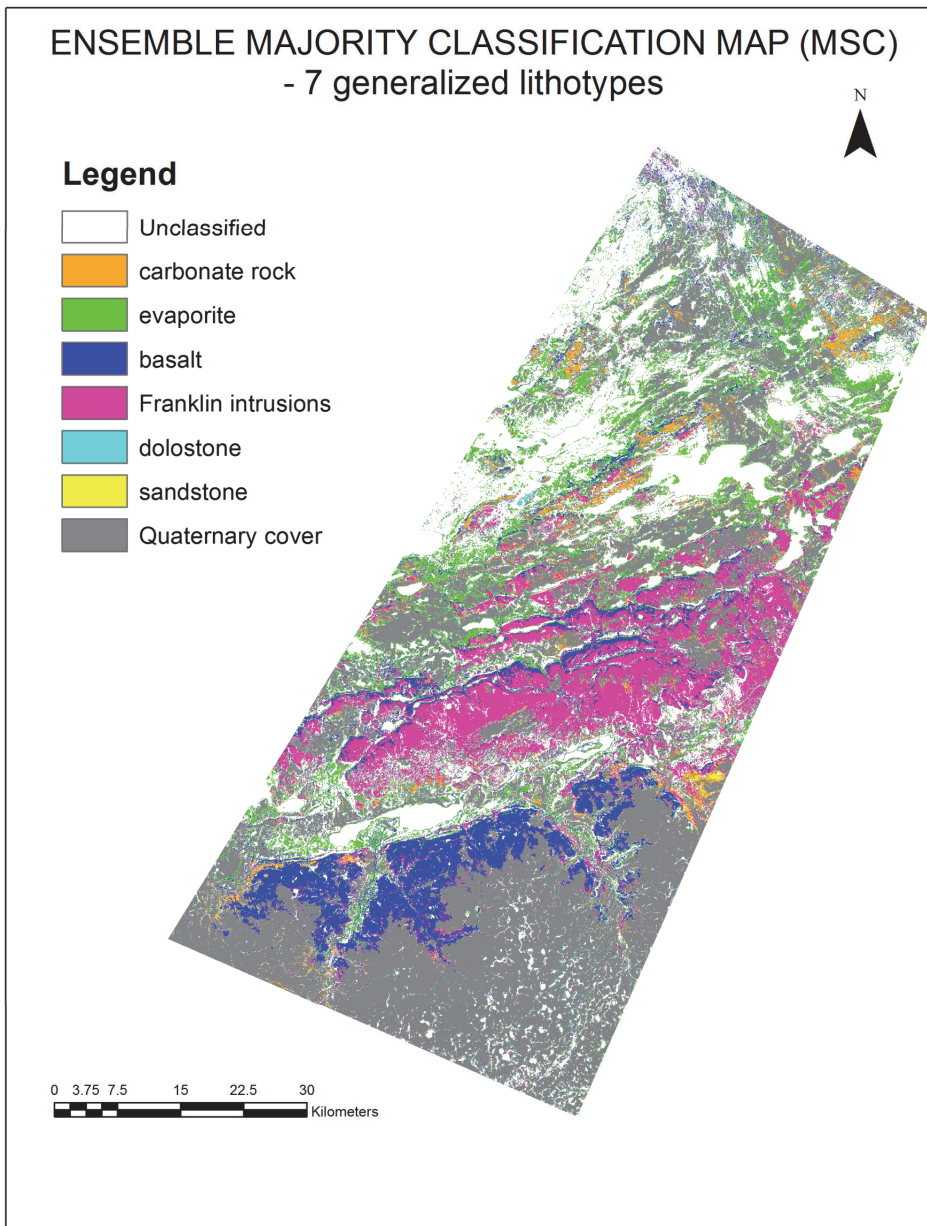 ENSEMBLE MAJORITY CLASSIFICATION MAP (MSC)
- 7 generalized lithotypes
N
Legend
Unclassified
carbonate rock
evaporite
basalt
Franklin intrusions
dolostone
sandstone
Quaternary cover
0 3.75 7.5 15 22.5 30
Kilometers